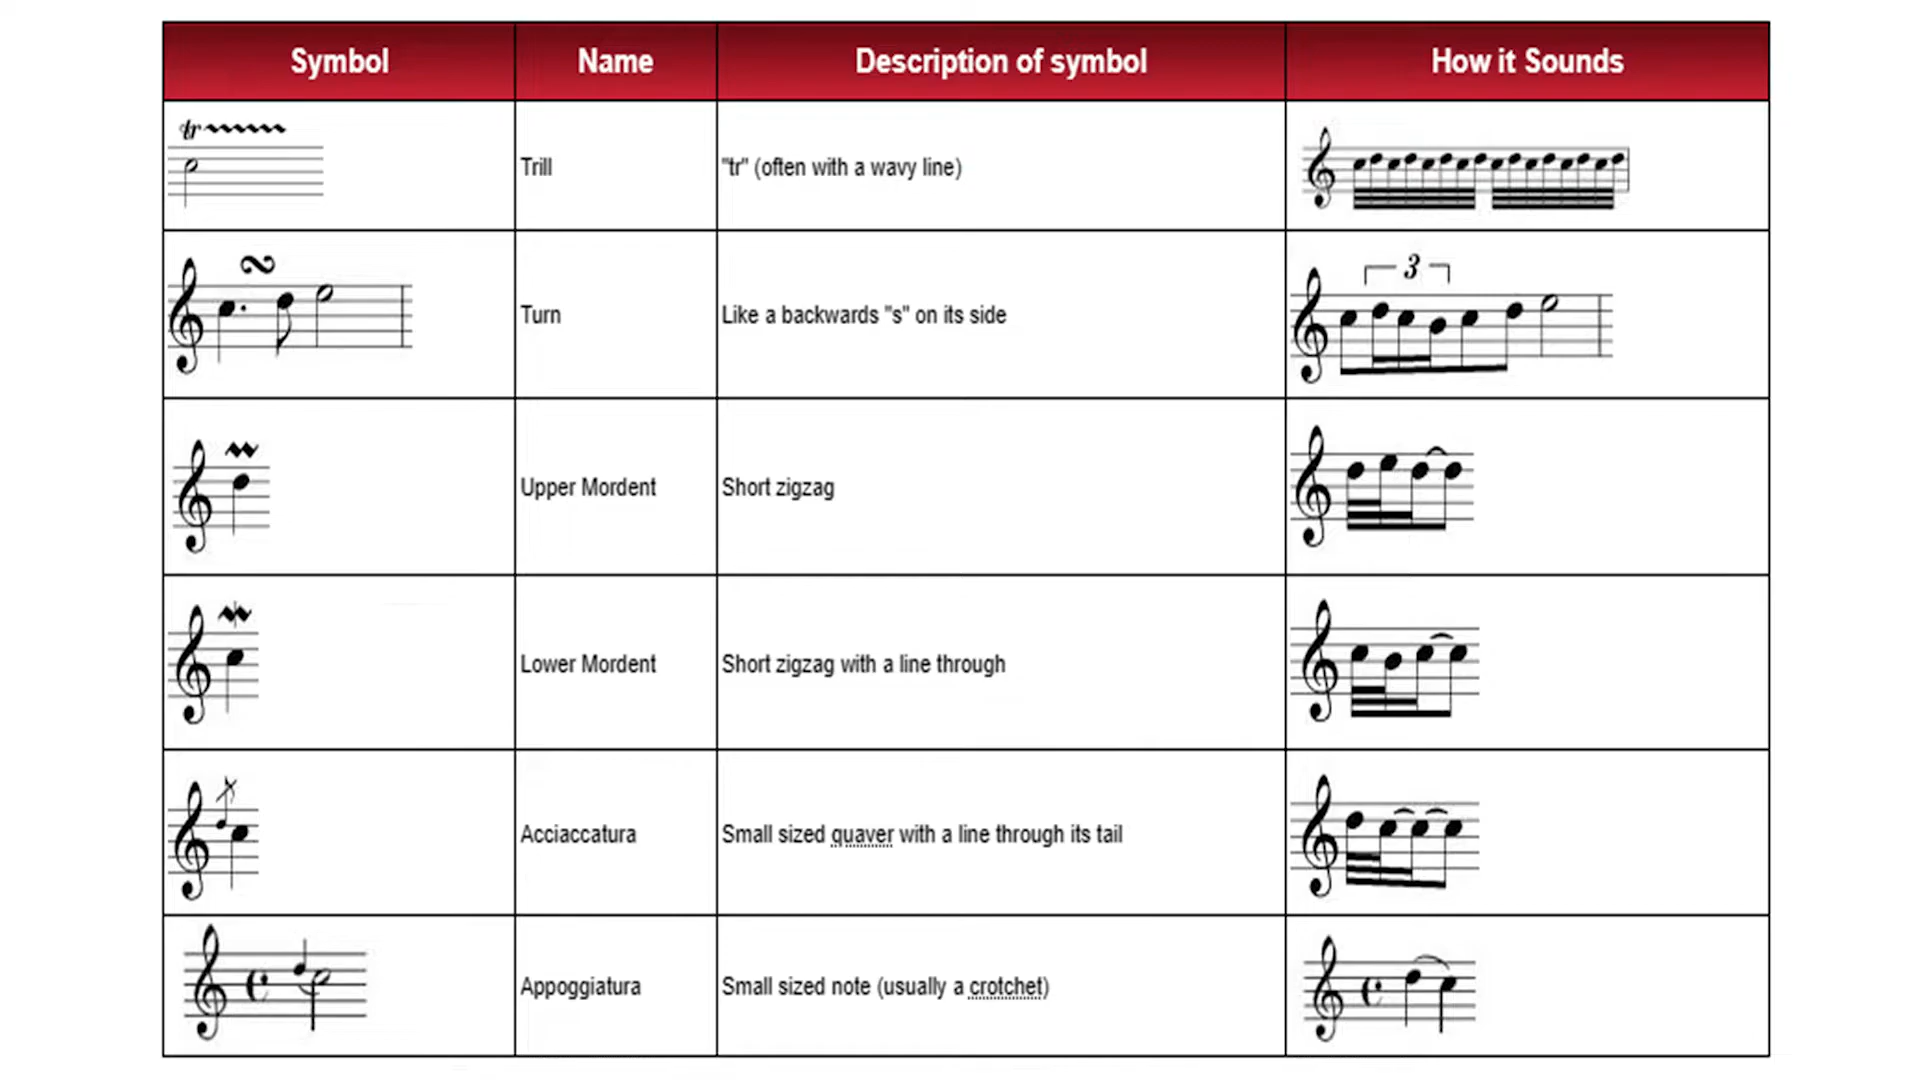 Symbol Name Description of symbol How it Sounds
tr
Trill "tr" (often with a wavy line)
3
Turn Like a backwards "s" on its side
Upper Mordent Short zigzag
Lower Mordent Short zigzag with a line through
Acciaccatura Small sized quaver with a line through its tail
Appoggiatura Small sized note (usually a crotchet)